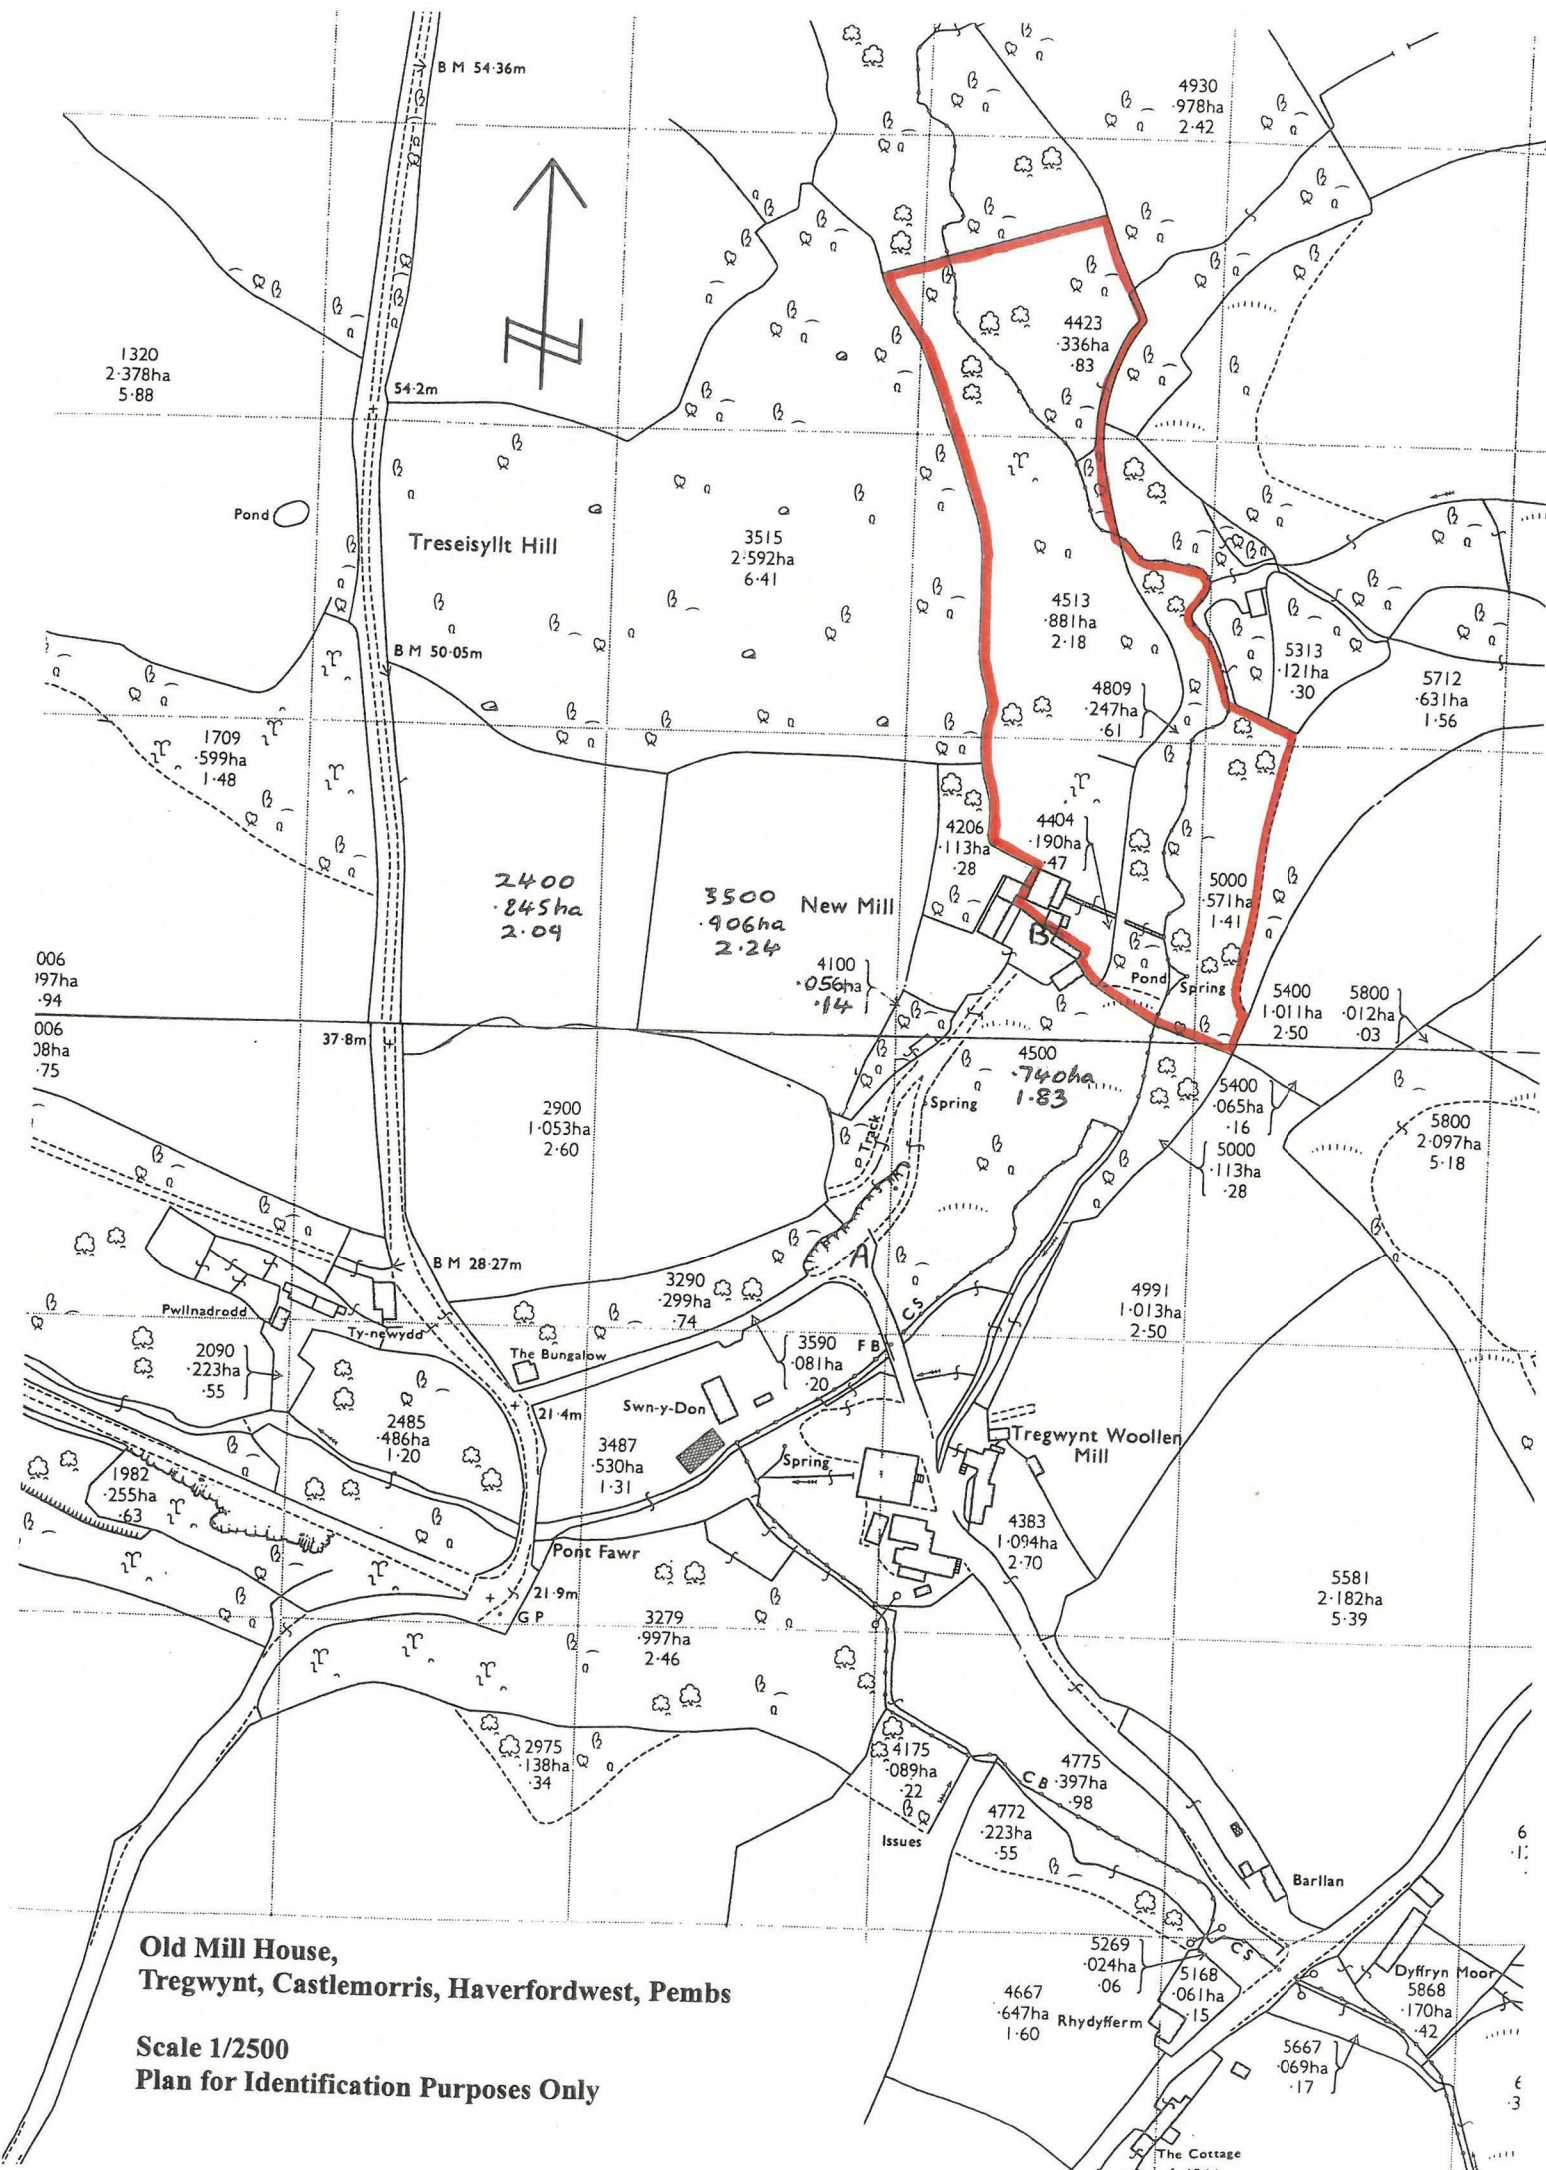 B M 54·36m
4930
·978ha
2·42
4423
·336ha
·83
1320
2·378ha
5·88
54·2m
Pond
Treseisyllt Hill
3515
2·592ha
6·41
4513
·881ha
2·18
B M 50·05m
5313
·121ha
·30
5712
·631ha
1·56
4809
·247ha
·61
1709
·599ha
1·48
4206
·113ha
·28
4404
·190ha
·47
2400
·845ha
2·09
3500
·906ha
2·24
New Mill
5000
·571ha
1·41
B
4100
·056ha
·14
Pond
Spring
006
·94
006
·75
37·8m
5400
1·011ha
2·50
5800
·012ha
·03
4500
·740ha
1·83
Spring
Track
5400
·065ha
·16
5000
·113ha
·28
5800
2·097ha
5·18
2900
1·053ha
2·60
A
B M 28·27m
3290
·299ha
·74
4991
1·013ha
2·50
Pwllnadrodd
Ty-newydd
CS
The Bungalow
3590
·081ha
·20
F B
2090
·223ha
·55
2485
·486ha
1·20
21·4m
Swn-y-Don
3487
·530ha
1·31
Spring
Tregwynt Woollen
Mill
1982
·255ha
·63
4383
1·094ha
2·70
Pont Fawr
21·9m
G P
3279
·997ha
2·46
5581
2·182ha
5·39
2975
·138ha
·34
4175
·089ha
·22
Issues
4775
·397ha
·98
C B
4772
·223ha
·55
Barllan
Old Mill House,
Tregwynt, Castlemorris, Haverfordwest, Pembs
Scale 1/2500
Plan for Identification Purposes Only
5269
·024ha
·06
CS
5168
·061ha
·15
Dyffryn Moor
5868
·170ha
·42
4667
·647ha
1·60
Rhydyfferm
5667
·069ha
·17
The Cottage